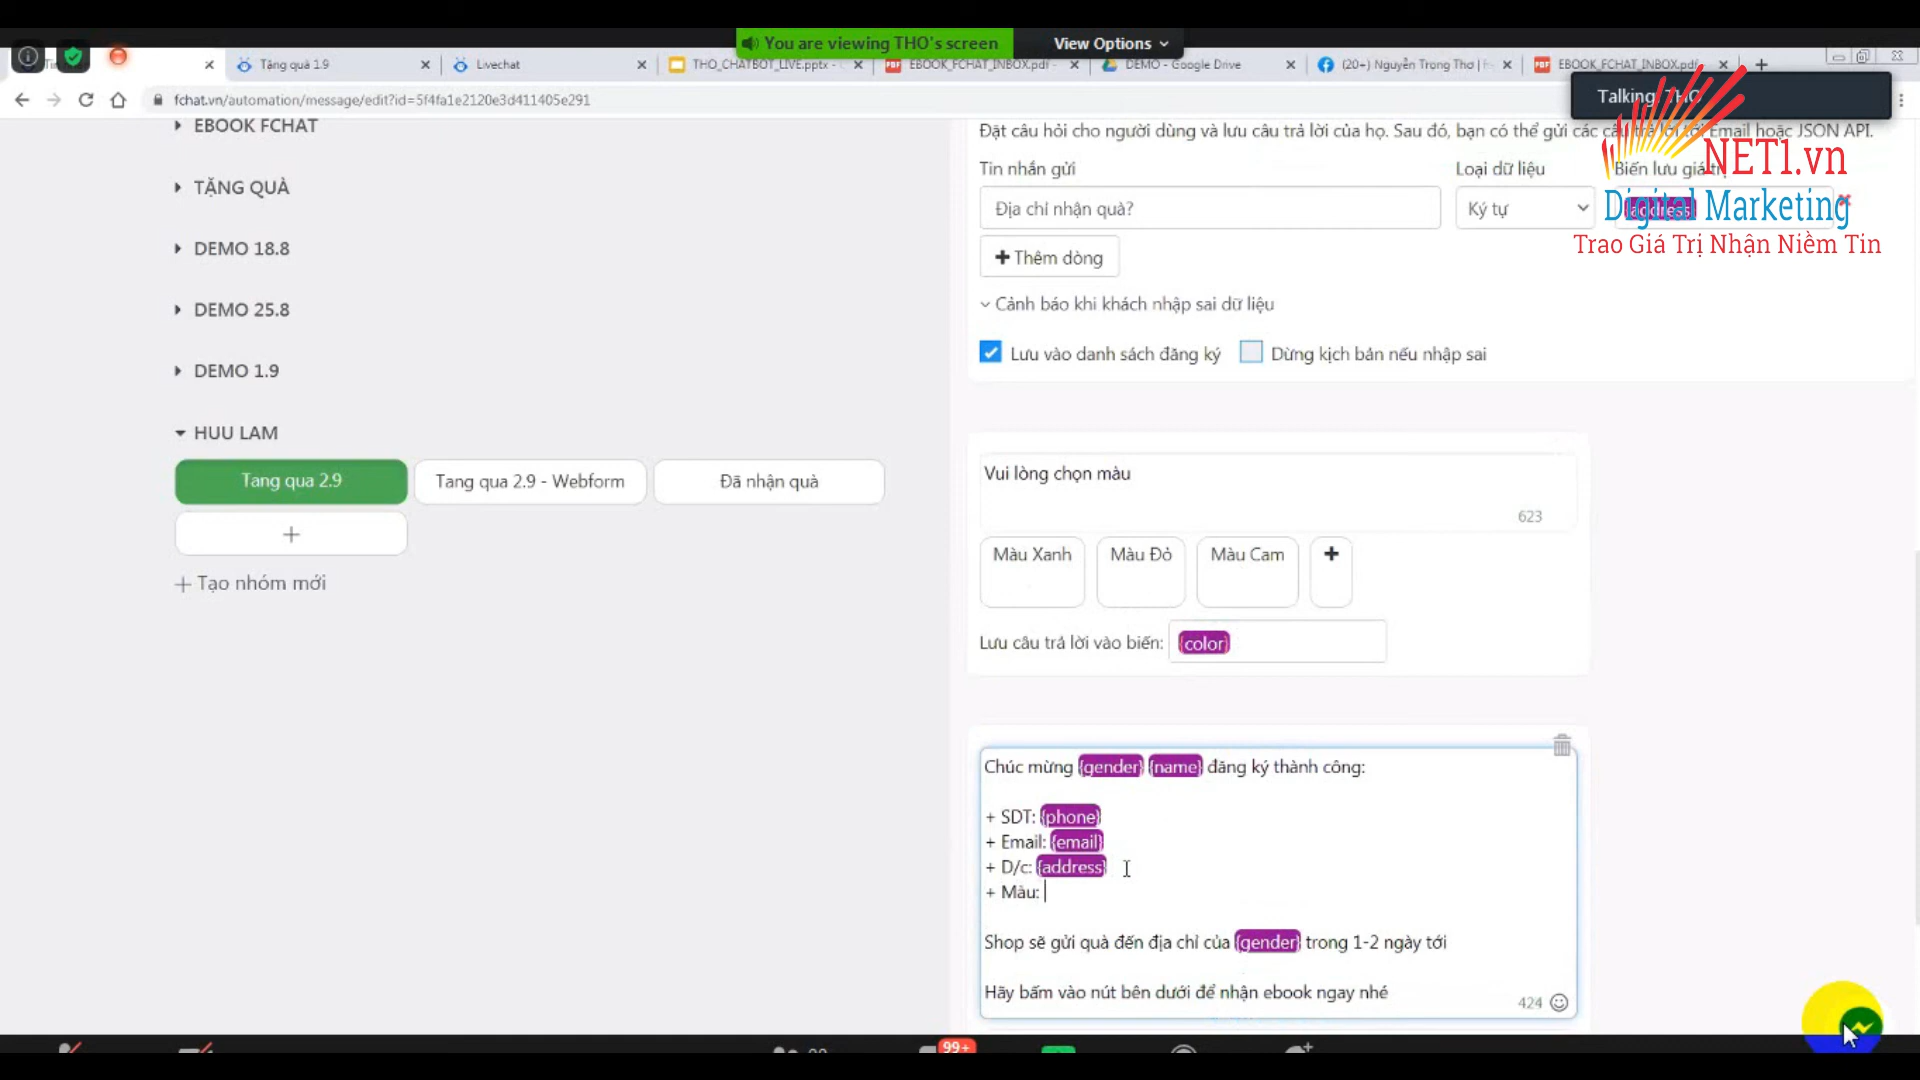 You are viewing THO's screen
View Options
Tặng quà 1.9
Livechat
THO_CHATBOT_LIVE.pptx -
EBOOK_FCHAT_INBOX.pdf -
DEMO - Google Drive
(20+) Nguyễn Trọng Thơ |
EBOOK_FCHAT_INBOX.pdf
fchat.vn/automation/message/edit?id=5f4fa1e2120e3d411405e291
Talking: THO
NET1.vn
Digital Marketing
Trao Giá Trị Nhận Niềm Tin
EBOOK FCHAT
TẶNG QUÀ
DEMO 18.8
DEMO 25.8
DEMO 1.9
HUU LAM
Tang qua 2.9
Tang qua 2.9 - Webform
Đã nhận quà
+
+ Tạo nhóm mới
Đặt câu hỏi cho người dùng và lưu câu trả lời của họ. Sau đó, bạn có thể gửi các câu trả lời tới Email hoặc JSON API.
Tin nhắn gửi
Loại dữ liệu
Biến lưu giá trị
Địa chỉ nhận quà?
Ký tự
{address}
+ Thêm dòng
Cảnh báo khi khách nhập sai dữ liệu
Lưu vào danh sách đăng ký
Dừng kịch bản nếu nhập sai
Vui lòng chọn màu
623
Màu Xanh
Màu Đỏ
Màu Cam
+
Lưu câu trả lời vào biến: {color}
Chúc mừng {gender} {name} đăng ký thành công:
+ SDT: {phone}
+ Email: {email}
+ D/c: {address}
+ Màu:
Shop sẽ gửi quà đến địa chỉ của {gender} trong 1-2 ngày tới
Hãy bấm vào nút bên dưới để nhận ebook ngay nhé
424
99+